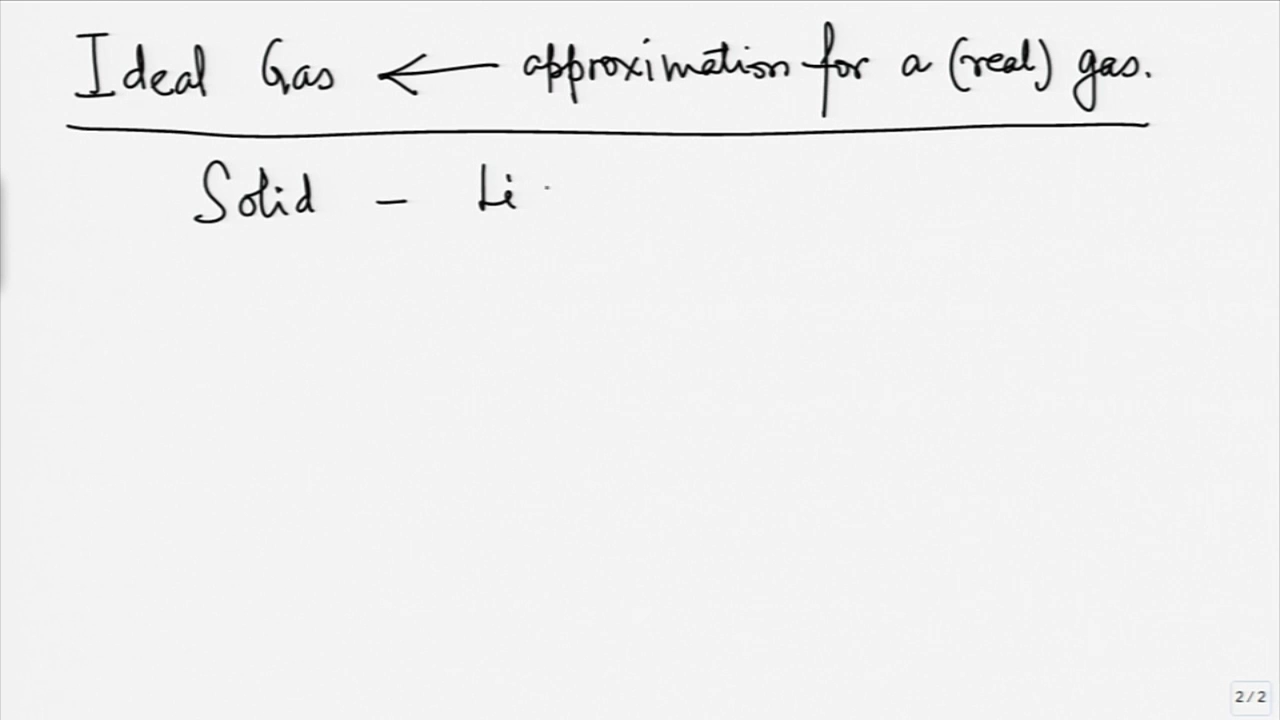 Ideal Gas ← approximation for a (real) gas.
Solid - Li
2/2